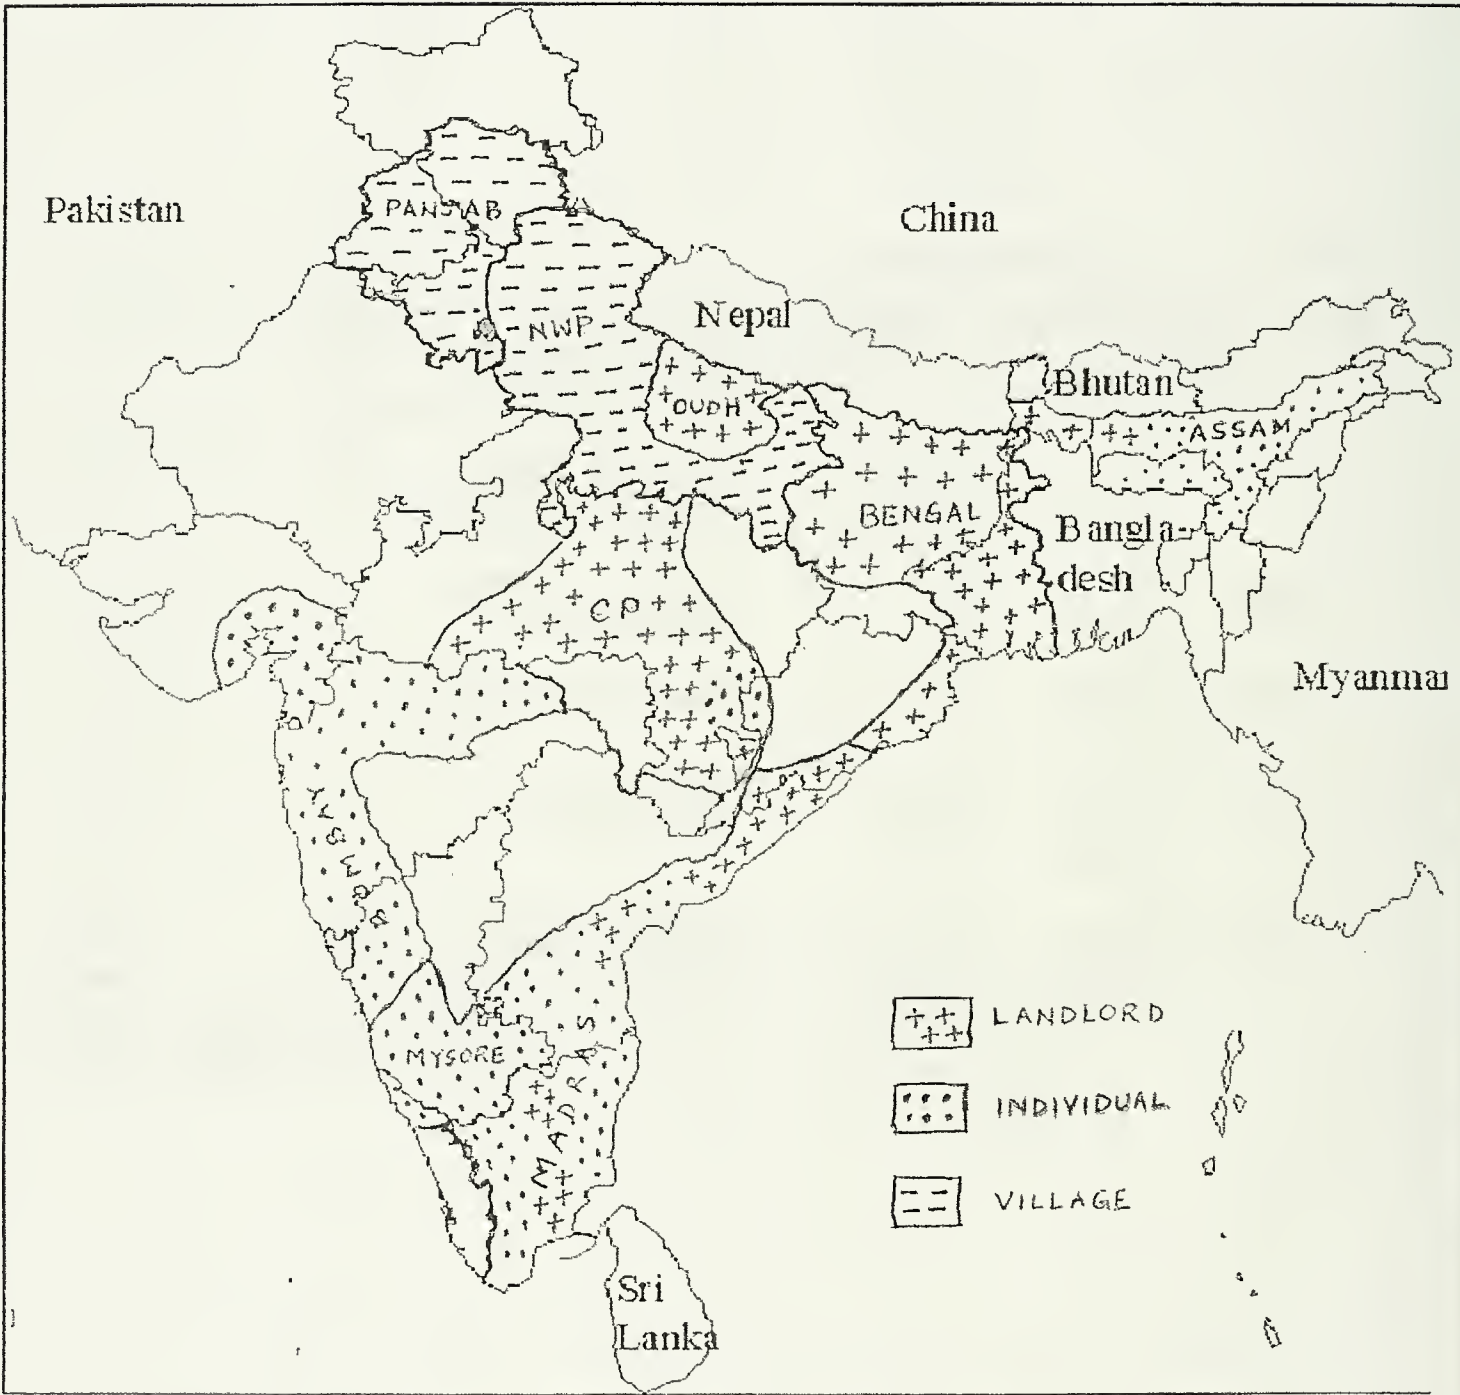 Pakistan
PANJAB
China
NWP
Nepal
OUDH
Bhutan
ASSAM
BENGAL
Bangla-
desh
CP
Myanmar
BOMBAY
MYSORE
MADRAS
LANDLORD
INDIVIDUAL
VILLAGE
Sri
Lanka